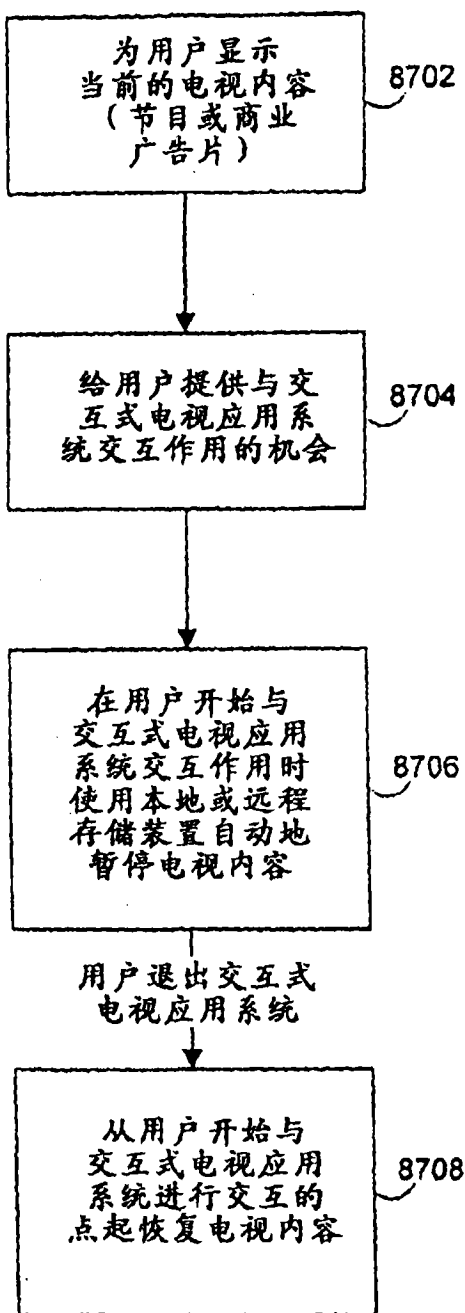 为用户显示
当前的电视内容
(节目或商业
广告片)
8702
给用户提供与交
互式电视应用系
统交互作用的机会
8704
在用户开始与
交互式电视应用
系统交互作用时
使用本地或远程
存储装置自动地
暂停电视内容
8706
用户退出交互式
电视应用系统
从用户开始与
交互式电视应用
系统进行交互的
点起恢复电视内容
8708